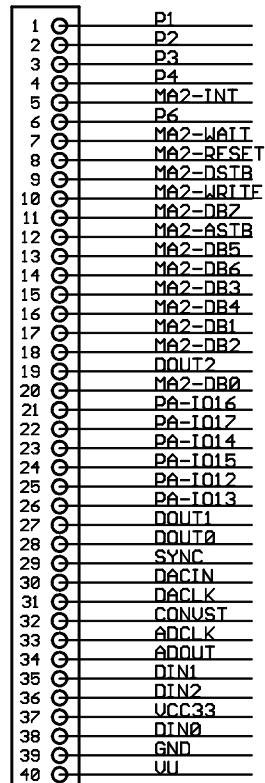 1 P1
2 P2
3 P3
4 P4
5 MA2-INT
6 P6
7 MA2-WAIT
8 MA2-RESET
9 MA2-DSTB
10 MA2-WRITE
11 MA2-DB7
12 MA2-ASTB
13 MA2-DB5
14 MA2-DB6
15 MA2-DB3
16 MA2-DB4
17 MA2-DB1
18 MA2-DB2
19 DOUT2
20 MA2-DB0
21 PA-IO16
22 PA-IO17
23 PA-IO14
24 PA-IO15
25 PA-IO12
26 PA-IO13
27 DOUT1
28 DOUT0
29 SYNC
30 DACIN
31 DACLK
32 CONVST
33 ADCLK
34 ADOUT
35 DIN1
36 DIN2
37 VCC33
38 DIN0
39 GND
40 VU